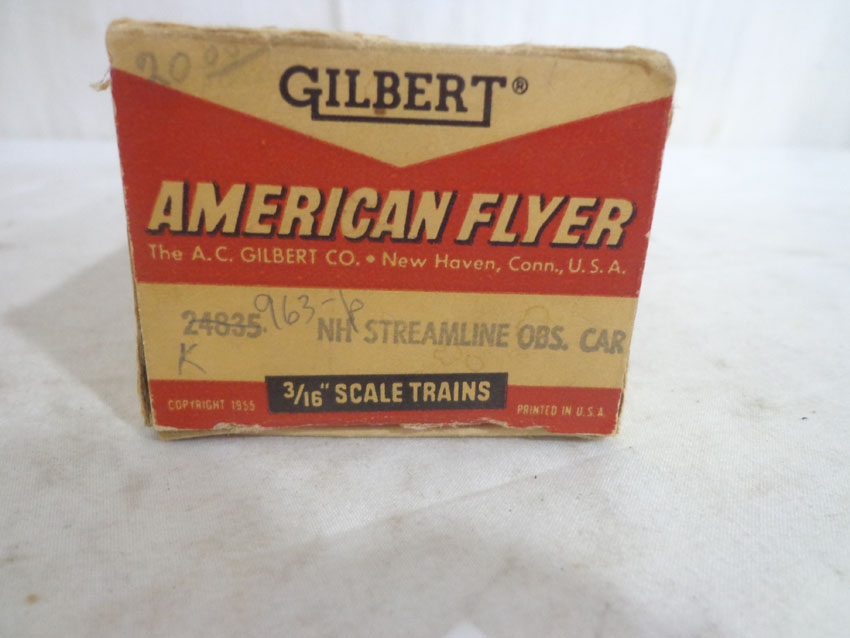 20 00
GILBERT®
AMERICAN FLYER
The A.C. GILBERT CO. • New Haven, Conn., U.S.A.
24835 963-
NH STREAMLINE OBS. CAR
K
3/16" SCALE TRAINS
COPYRIGHT 1955
PRINTED IN U.S.A.